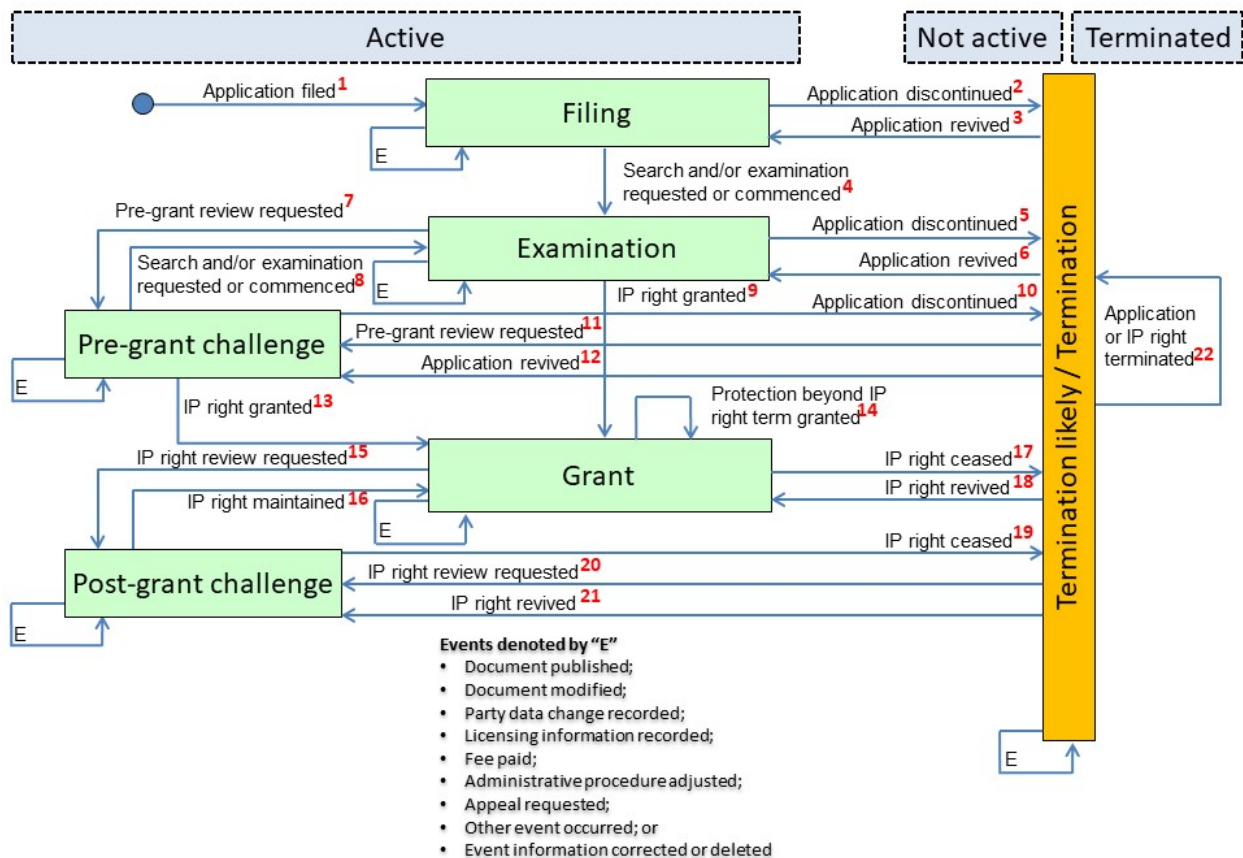 Active
Not active
Terminated
Application filed1
Filing
Application discontinued2
Application revived3
E
Search and/or examination
requested or commenced4
Pre-grant review requested7
Examination
Application discontinued5
Application revived6
Search and/or examination
requested or commenced8
E
IP right granted9
Application discontinued10
Pre-grant challenge
Pre-grant review requested11
Application revived12
E
Application
or IP right
terminated22
Termination likely / Termination
IP right granted13
Protection beyond IP
right term granted14
IP right review requested15
Grant
IP right ceased17
IP right revived18
IP right maintained16
E
IP right ceased19
Post-grant challenge
IP right review requested20
IP right revived21
E
Events denoted by “E”
• Document published;
• Document modified;
• Party data change recorded;
• Licensing information recorded;
• Fee paid;
• Administrative procedure adjusted;
• Appeal requested;
• Other event occurred; or
• Event information corrected or deleted
E